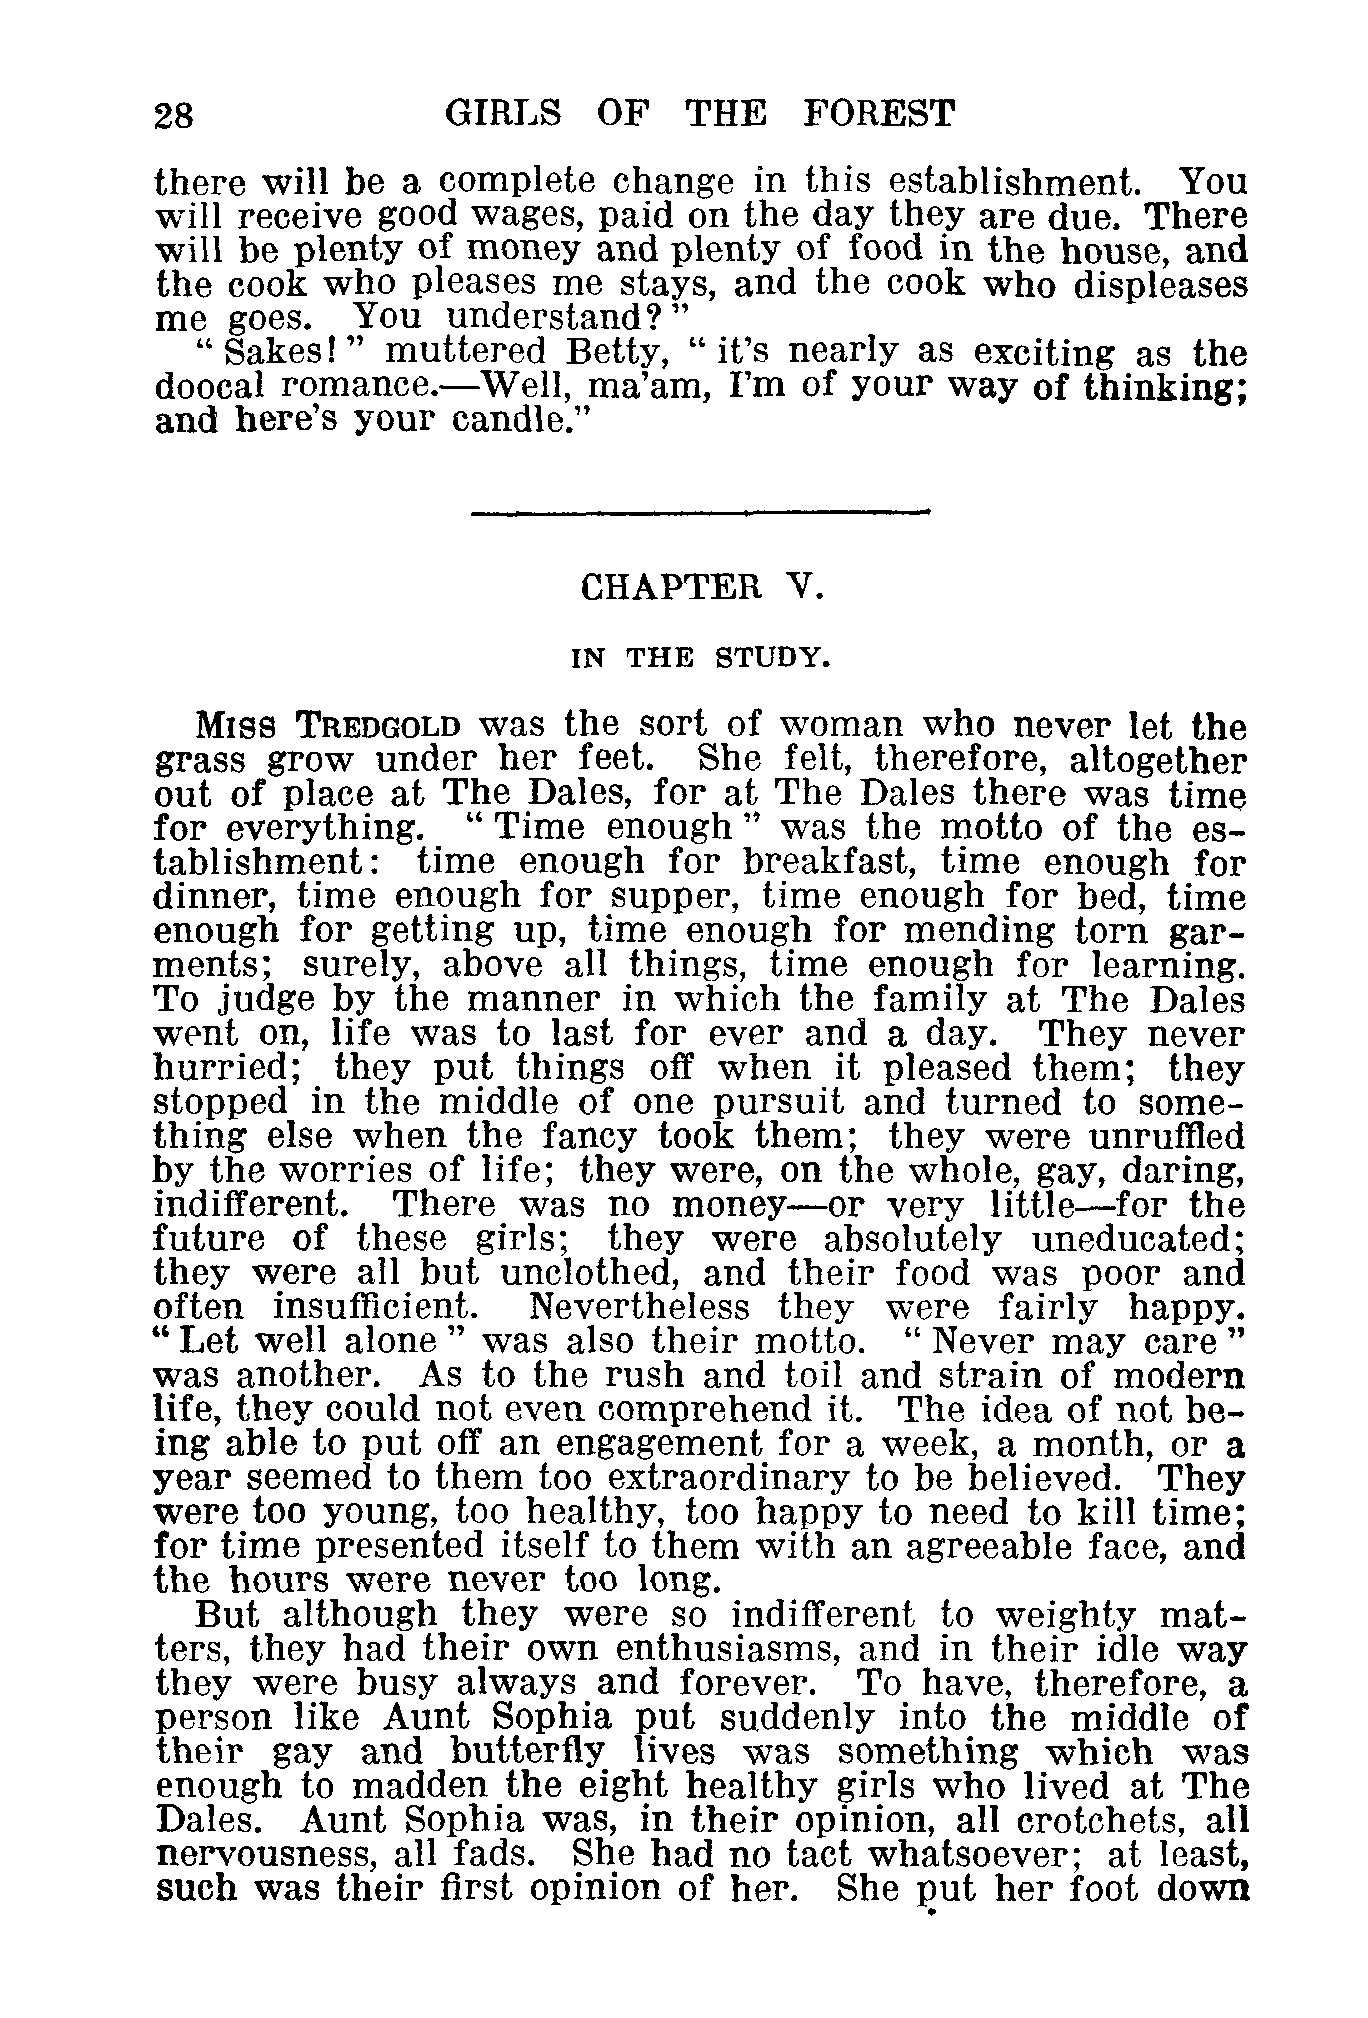 28 GIRLS OF THE FOREST
there will be a complete change in this establishment. You
will receive good wages, paid on the day they are due. There
will be plenty of money and plenty of food in the house, and
the cook who pleases me stays, and the cook who displeases
me goes. You understand?"
"Sakes!" muttered Betty, "it's nearly as exciting as the
doocal romance.—Well, ma'am, I'm of your way of thinking;
and here's your candle."
CHAPTER V.
IN THE STUDY.
MISS TREDGOLD was the sort of woman who never let the
grass grow under her feet. She felt, therefore, altogether
out of place at The Dales, for at The Dales there was time
for everything. "Time enough" was the motto of the es-
tablishment: time enough for breakfast, time enough for
dinner, time enough for supper, time enough for bed, time
enough for getting up, time enough for mending torn gar-
ments; surely, above all things, time enough for learning.
To judge by the manner in which the family at The Dales
went on, life was to last for ever and a day. They never
hurried; they put things off when it pleased them; they
stopped in the middle of one pursuit and turned to some-
thing else when the fancy took them; they were unruffled
by the worries of life; they were, on the whole, gay, daring,
indifferent. There was no money—or very little—for the
future of these girls; they were absolutely uneducated;
they were all but unclothed, and their food was poor and
often insufficient. Nevertheless they were fairly happy.
"Let well alone" was also their motto. "Never may care"
was another. As to the rush and toil and strain of modern
life, they could not even comprehend it. The idea of not be-
ing able to put off an engagement for a week, a month, or a
year seemed to them too extraordinary to be believed. They
were too young, too healthy, too happy to need to kill time;
for time presented itself to them with an agreeable face, and
the hours were never too long.
But although they were so indifferent to weighty mat-
ters, they had their own enthusiasms, and in their idle way
they were busy always and forever. To have, therefore, a
person like Aunt Sophia put suddenly into the middle of
their gay and butterfly lives was something which was
enough to madden the eight healthy girls who lived at The
Dales. Aunt Sophia was, in their opinion, all crotchets, all
nervousness, all fads. She had no tact whatsoever; at least,
such was their first opinion of her. She put her foot down